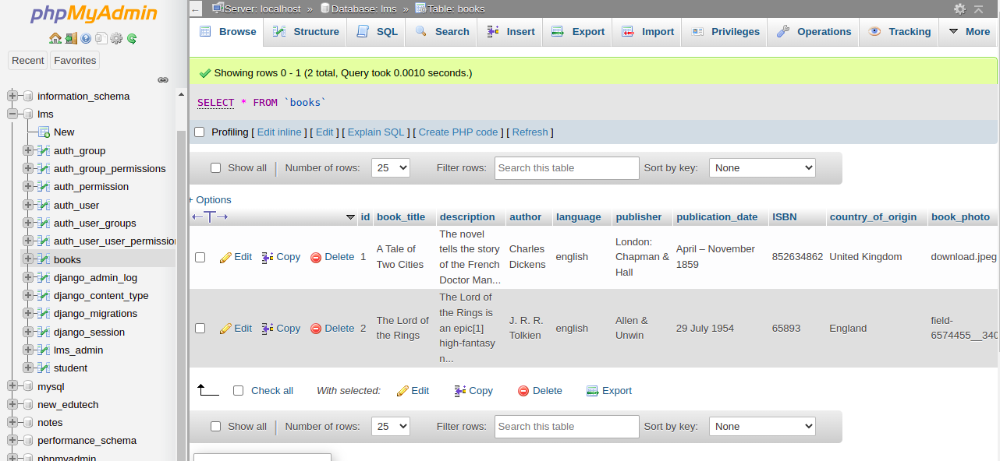 phpMyAdmin
Recent Favorites
information_schema
lms
New
auth_group
auth_group_permissions
auth_permission
auth_user
auth_user_groups
auth_user_user_permissio
books
django_admin_log
django_content_type
django_migrations
django_session
lms_admin
student
mysql
new_edutech
notes
performance_schema
phpmyadmin
Server: localhost » Database: lms » Table: books
Browse Structure SQL Search Insert Export Import Privileges Operations Tracking More
Showing rows 0 - 1 (2 total, Query took 0.0010 seconds.)
SELECT * FROM `books`
Profiling [ Edit inline ] [ Edit ] [ Explain SQL ] [ Create PHP code ] [ Refresh ]
Show all | Number of rows: 25 Filter rows: Search this table Sort by key: None
+ Options
←T→ id book_title description author language publisher publication_date ISBN country_of_origin book_photo
Edit Copy Delete 1
A Tale of
Two Cities
The novel
tells the story
of the French
Doctor Man...
Charles
Dickens
english
London:
Chapman &
Hall
April – November
1859
852634862
United Kingdom
download.jpeg
Edit Copy Delete 2
The Lord of
the Rings
The Lord of
the Rings is
an epic[1]
high-fantasy
n...
J. R. R.
Tolkien
english
Allen &
Unwin
29 July 1954
65893
England
field-
6574455__340
Check all With selected: Edit Copy Delete Export
Show all | Number of rows: 25 Filter rows: Search this table Sort by key: None